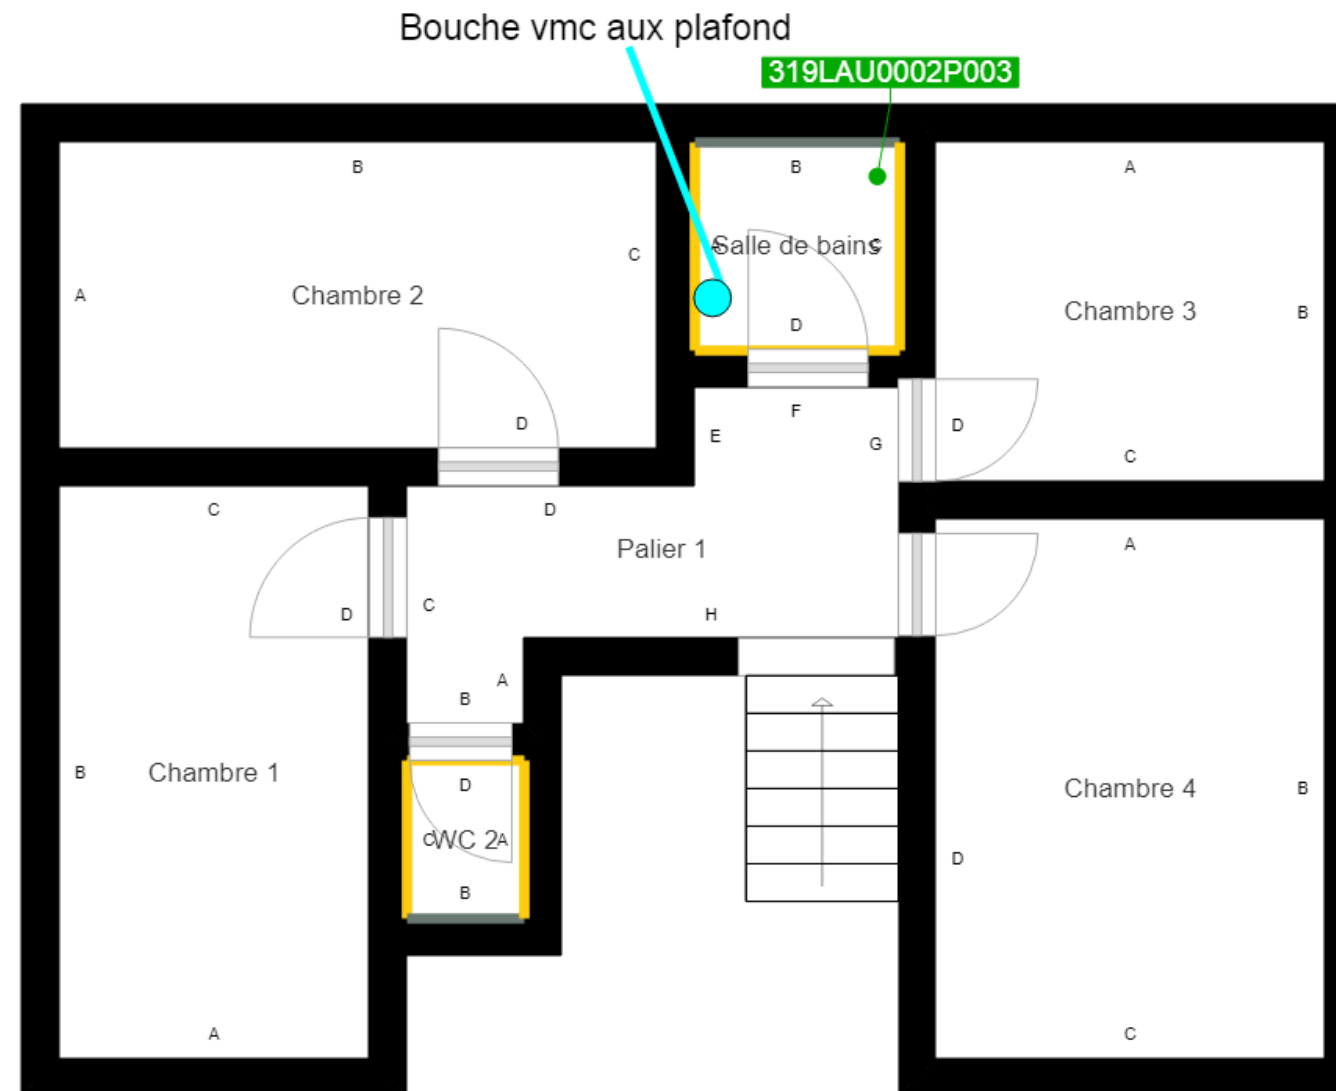 Bouche vmc aux plafond
319LAU0002P003
B
B
A
A
Salle de bains
C
C
A
Chambre 2
Chambre 3
B
D
D
F
D
D
E
G
C
C
D
Palier 1
A
C
D
H
A
B
B
Chambre 1
D
Chambre 4
B
C
WC 2
A
D
B
A
C